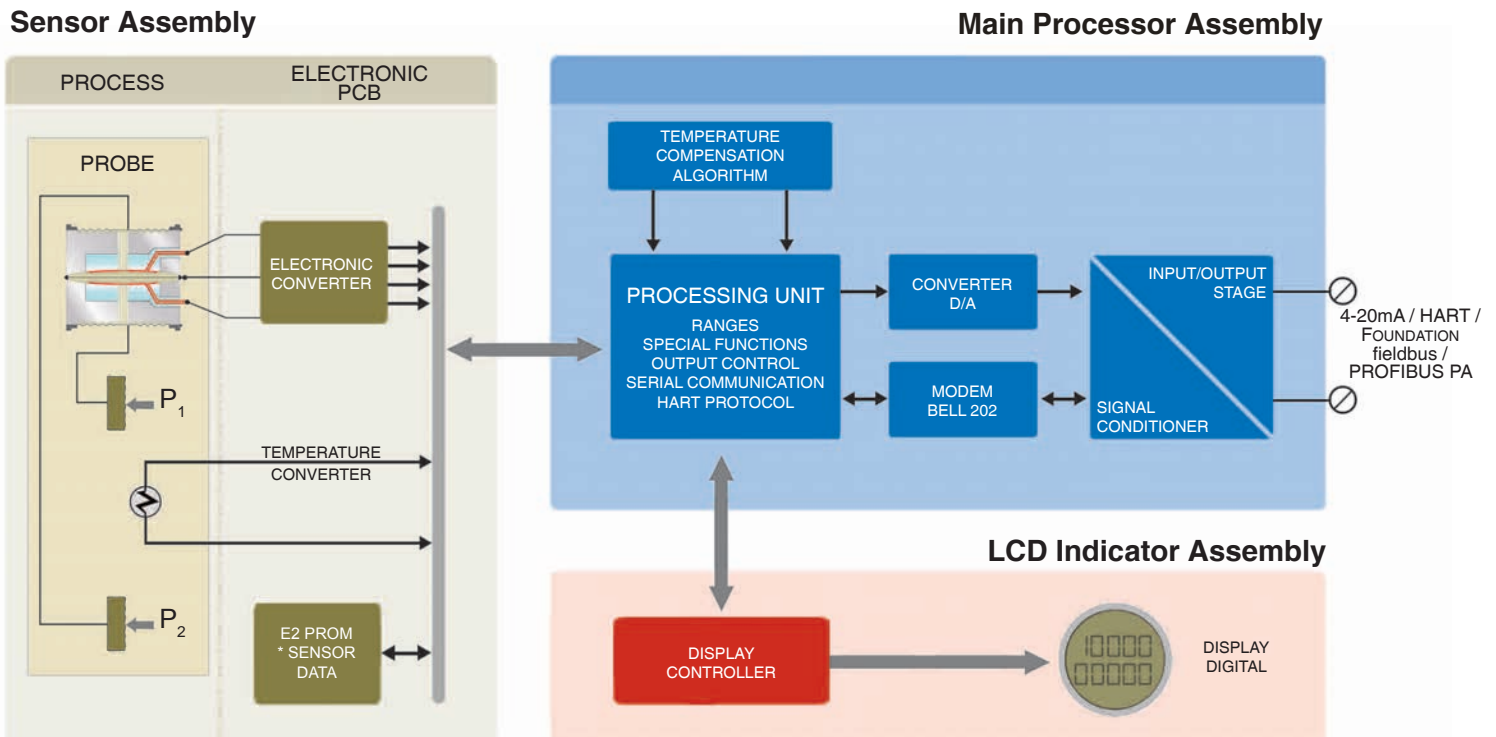 Sensor Assembly
Main Processor Assembly
PROCESS
ELECTRONIC
PCB
PROBE
P1
P2
ELECTRONIC
CONVERTER
TEMPERATURE
CONVERTER
E2 PROM
* SENSOR
DATA
TEMPERATURE
COMPENSATION
ALGORITHM
PROCESSING UNIT
RANGES
SPECIAL FUNCTIONS
OUTPUT CONTROL
SERIAL COMMUNICATION
HART PROTOCOL
CONVERTER
D/A
MODEM
BELL 202
INPUT/OUTPUT
STAGE
SIGNAL
CONDITIONER
4-20mA / HART /
FOUNDATION
fieldbus /
PROFIBUS PA
LCD Indicator Assembly
DISPLAY
CONTROLLER
10000
00000
DISPLAY
DIGITAL